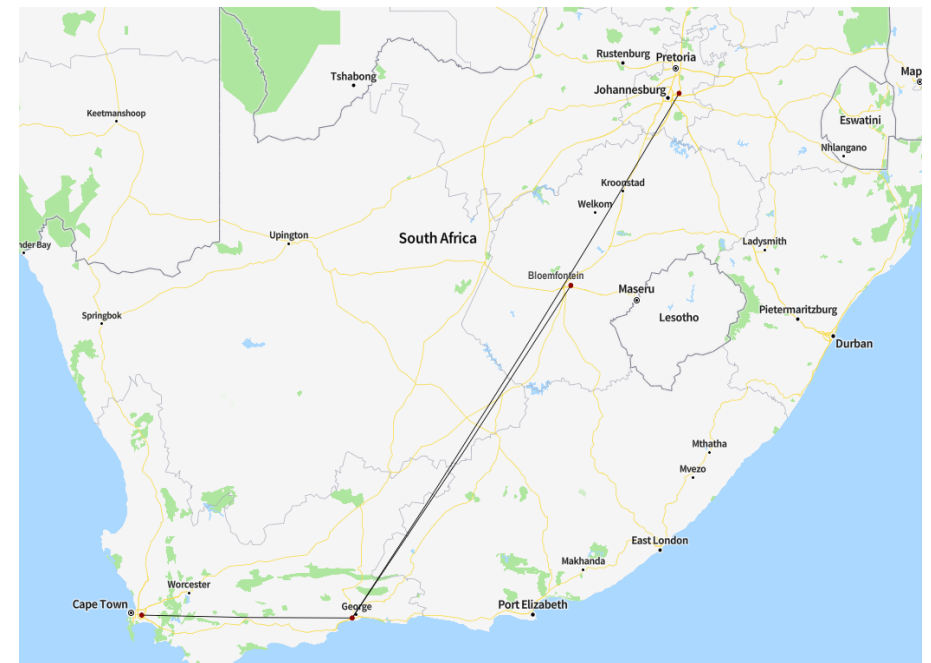 Rustenburg
Pretoria
Map
Tshabong
Johannesburg
Keetmanshoop
Eswatini
Nhlangano
Kroonstad
Welkom
Upington
South Africa
Ladysmith
nder Bay
Bloemfontein
Maseru
Springbok
Lesotho
Pietermaritzburg
Durban
Mthatha
Mvezo
East London
Makhanda
Worcester
Cape Town
George
Port Elizabeth